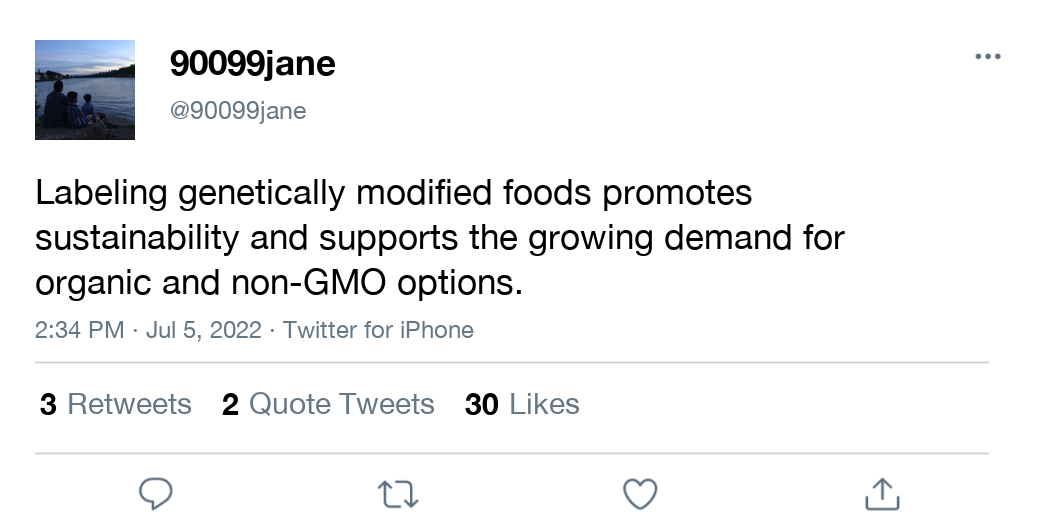 90099jane
@90099jane
Labeling genetically modified foods promotes
sustainability and supports the growing demand for
organic and non-GMO options.
2:34 PM · Jul 5, 2022 · Twitter for iPhone
3 Retweets 2 Quote Tweets 30 Likes